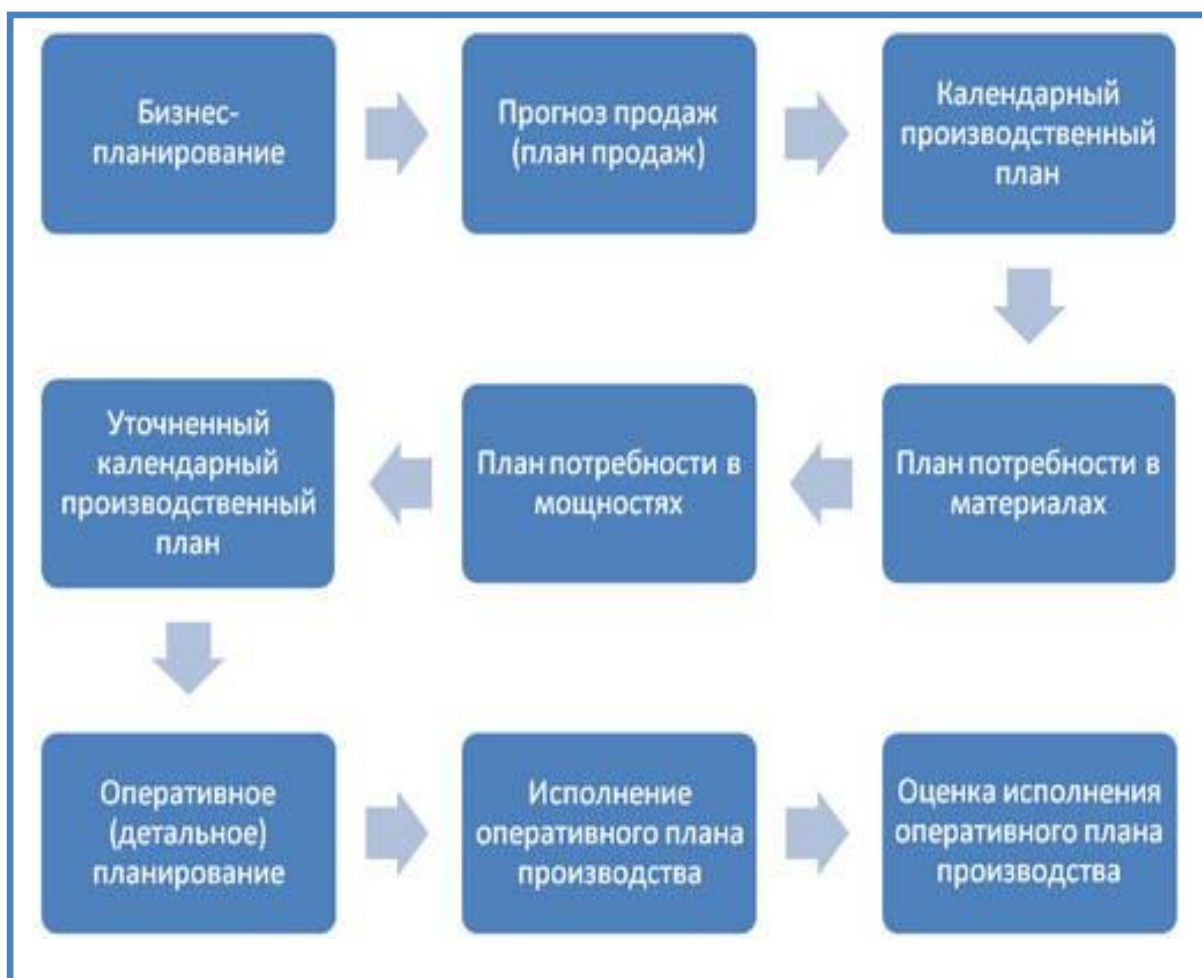 Бизнес-
планирование
Прогноз продаж
(план продаж)
Календарный
производственный
план
План потребности в
материалах
План потребности в
мощностях
Уточненный
календарный
производственный
план
Оперативное
(детальное)
планирование
Исполнение
оперативного плана
производства
Оценка исполнения
оперативного плана
производства